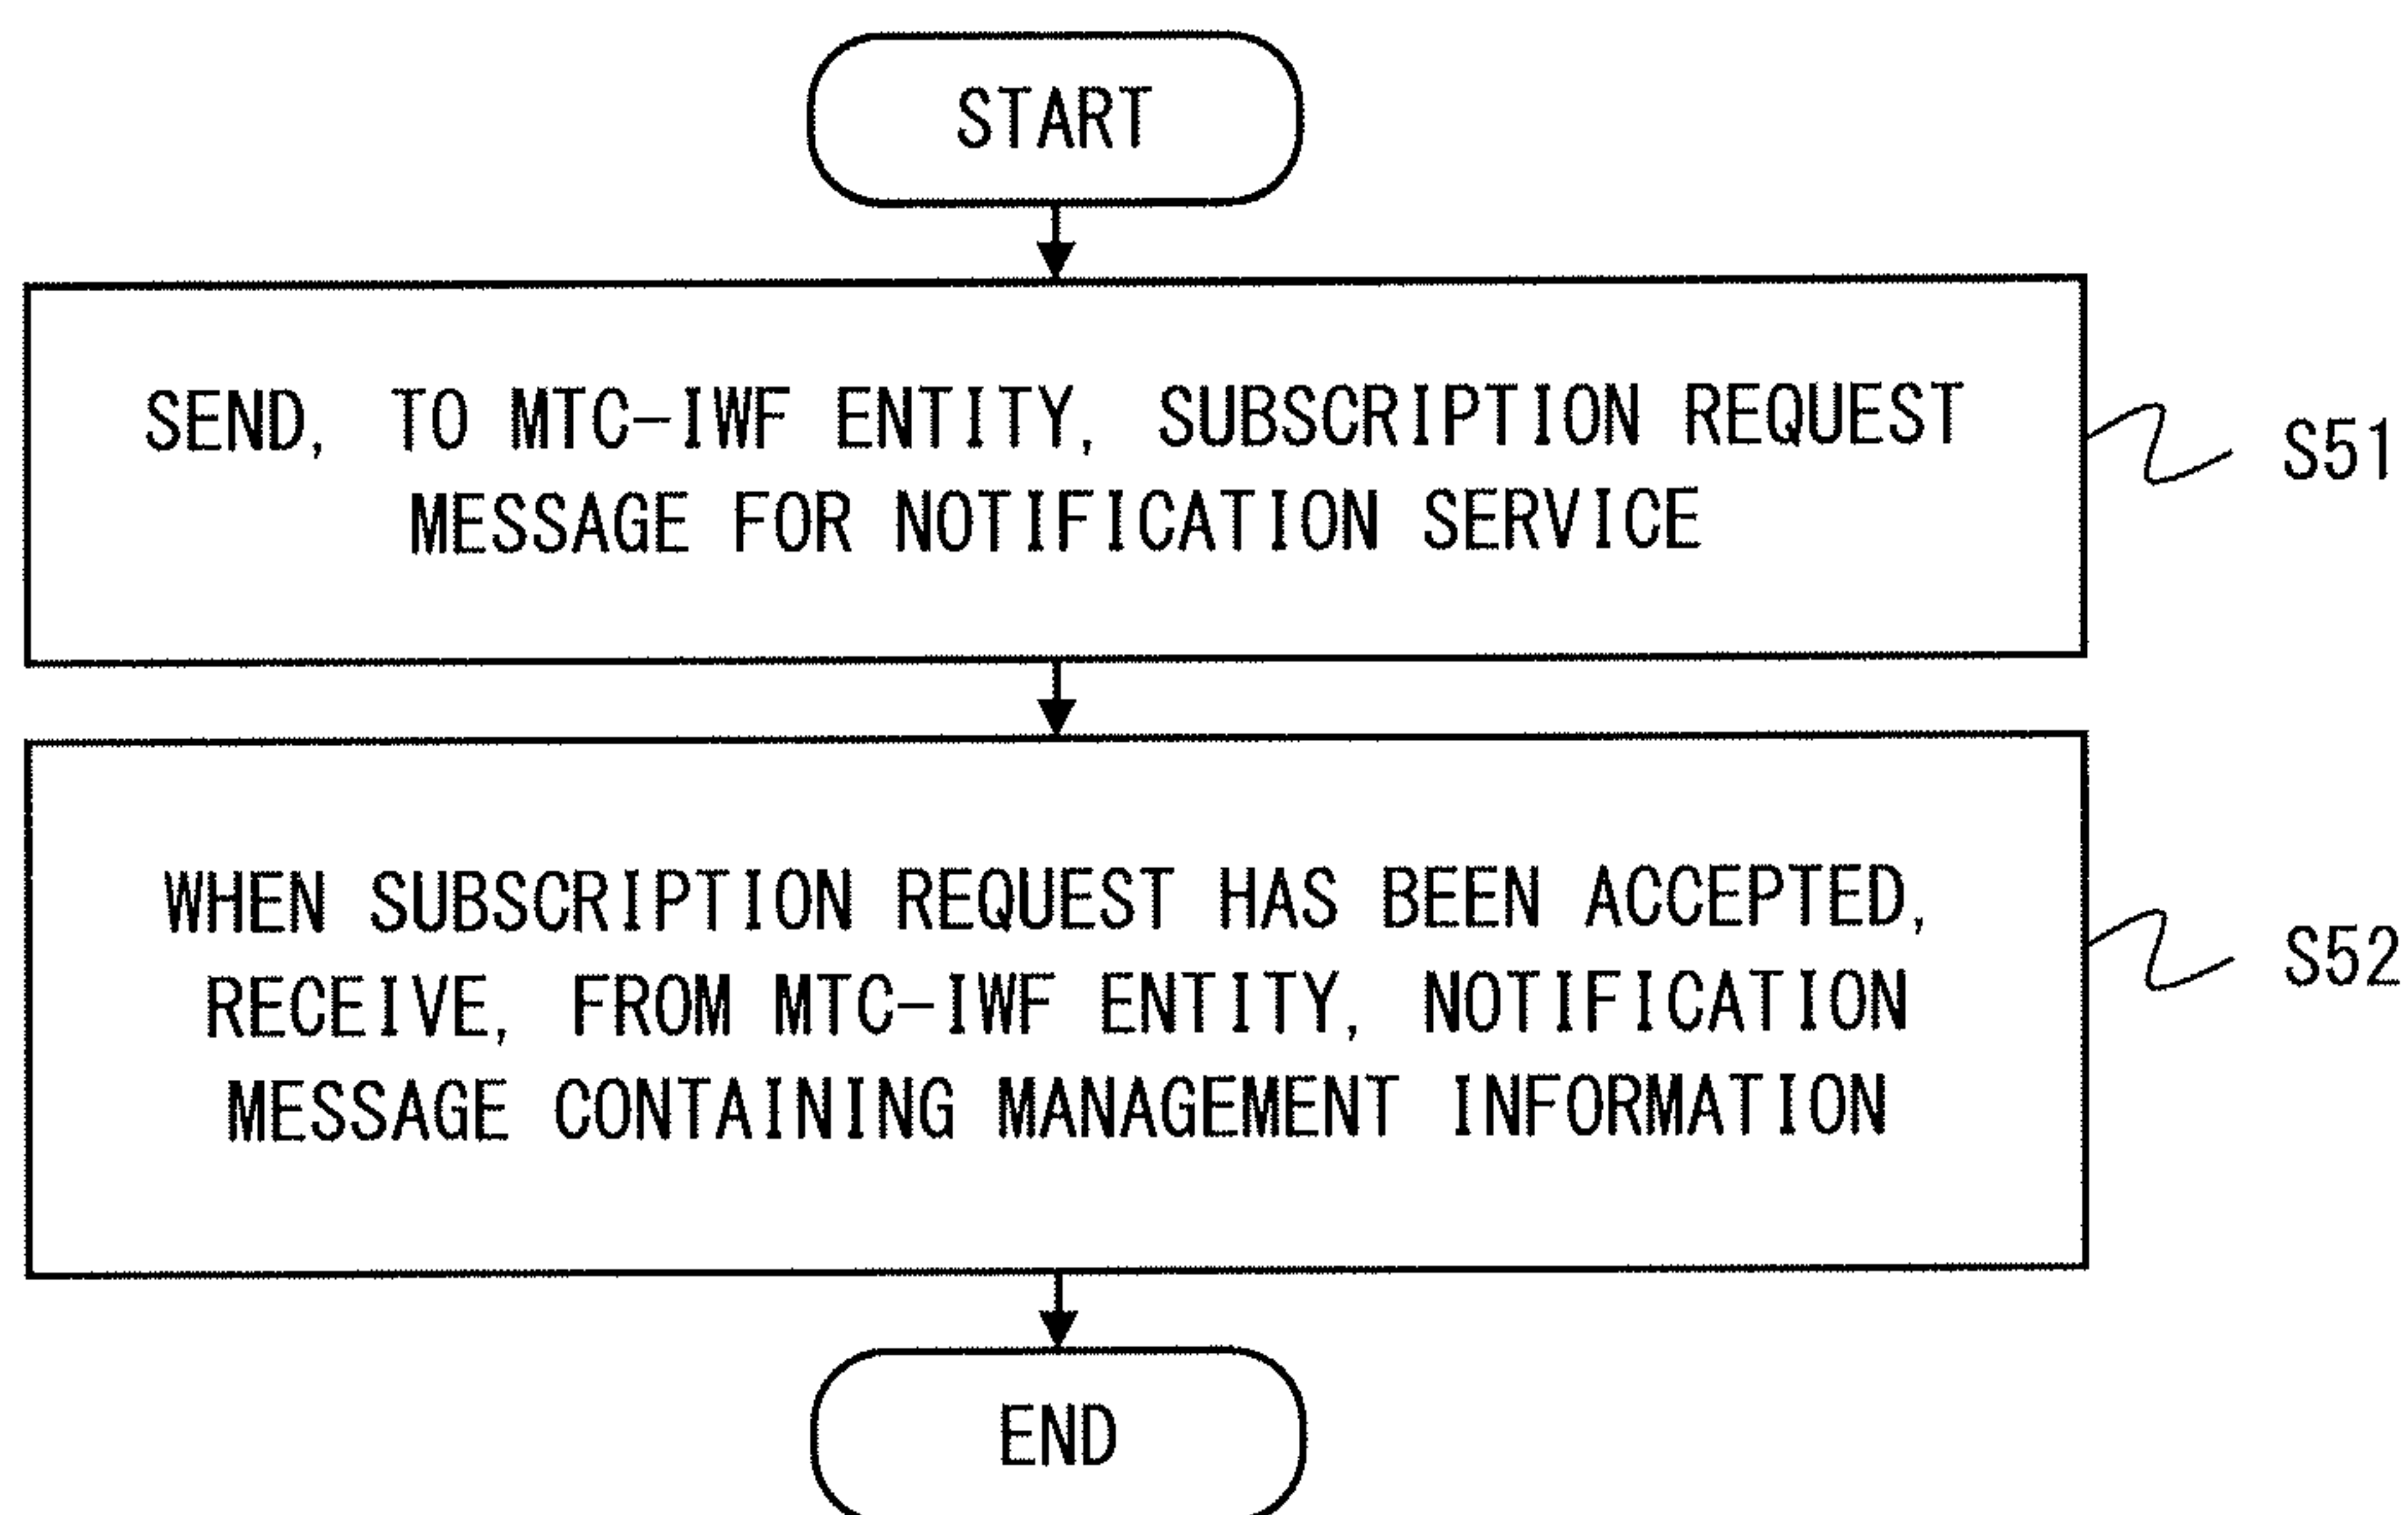 START
SEND, TO MTC-IWF ENTITY, SUBSCRIPTION REQUEST
MESSAGE FOR NOTIFICATION SERVICE
S51
WHEN SUBSCRIPTION REQUEST HAS BEEN ACCEPTED,
RECEIVE, FROM MTC-IWF ENTITY, NOTIFICATION
MESSAGE CONTAINING MANAGEMENT INFORMATION
S52
END